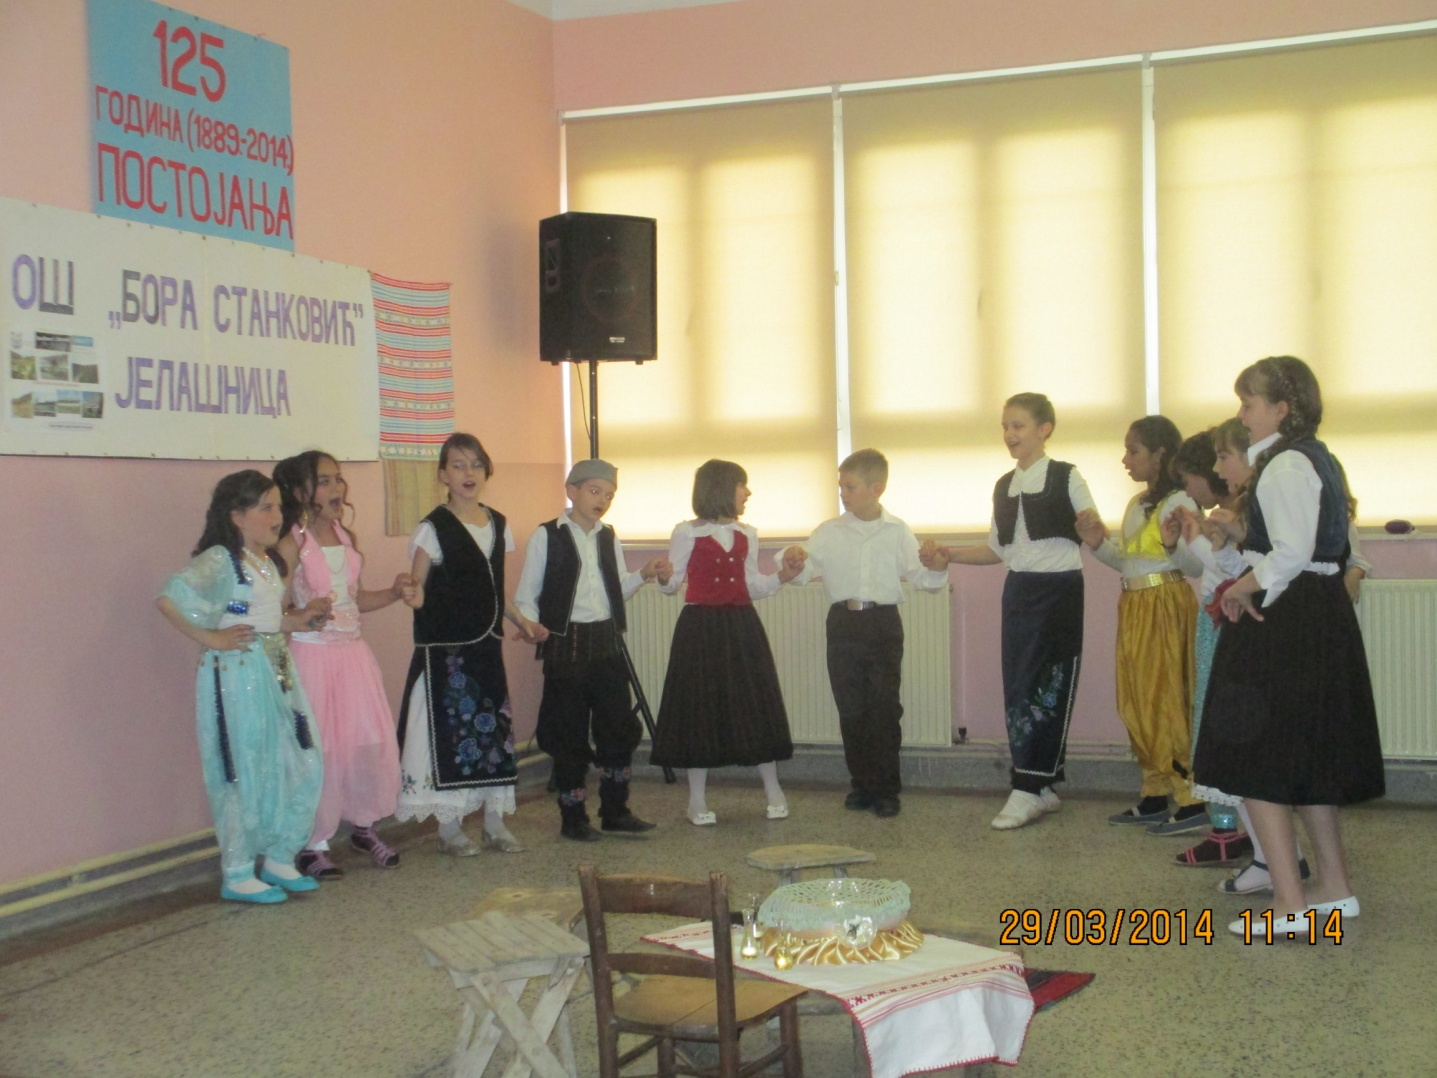 125
ГОДИНА (1889.-2014.)
ПОСТОЈАЊА
ОШ „БОРА СТАНКОВИЋ"
ЈЕЛАШНИЦА
29/03/2014 11:14